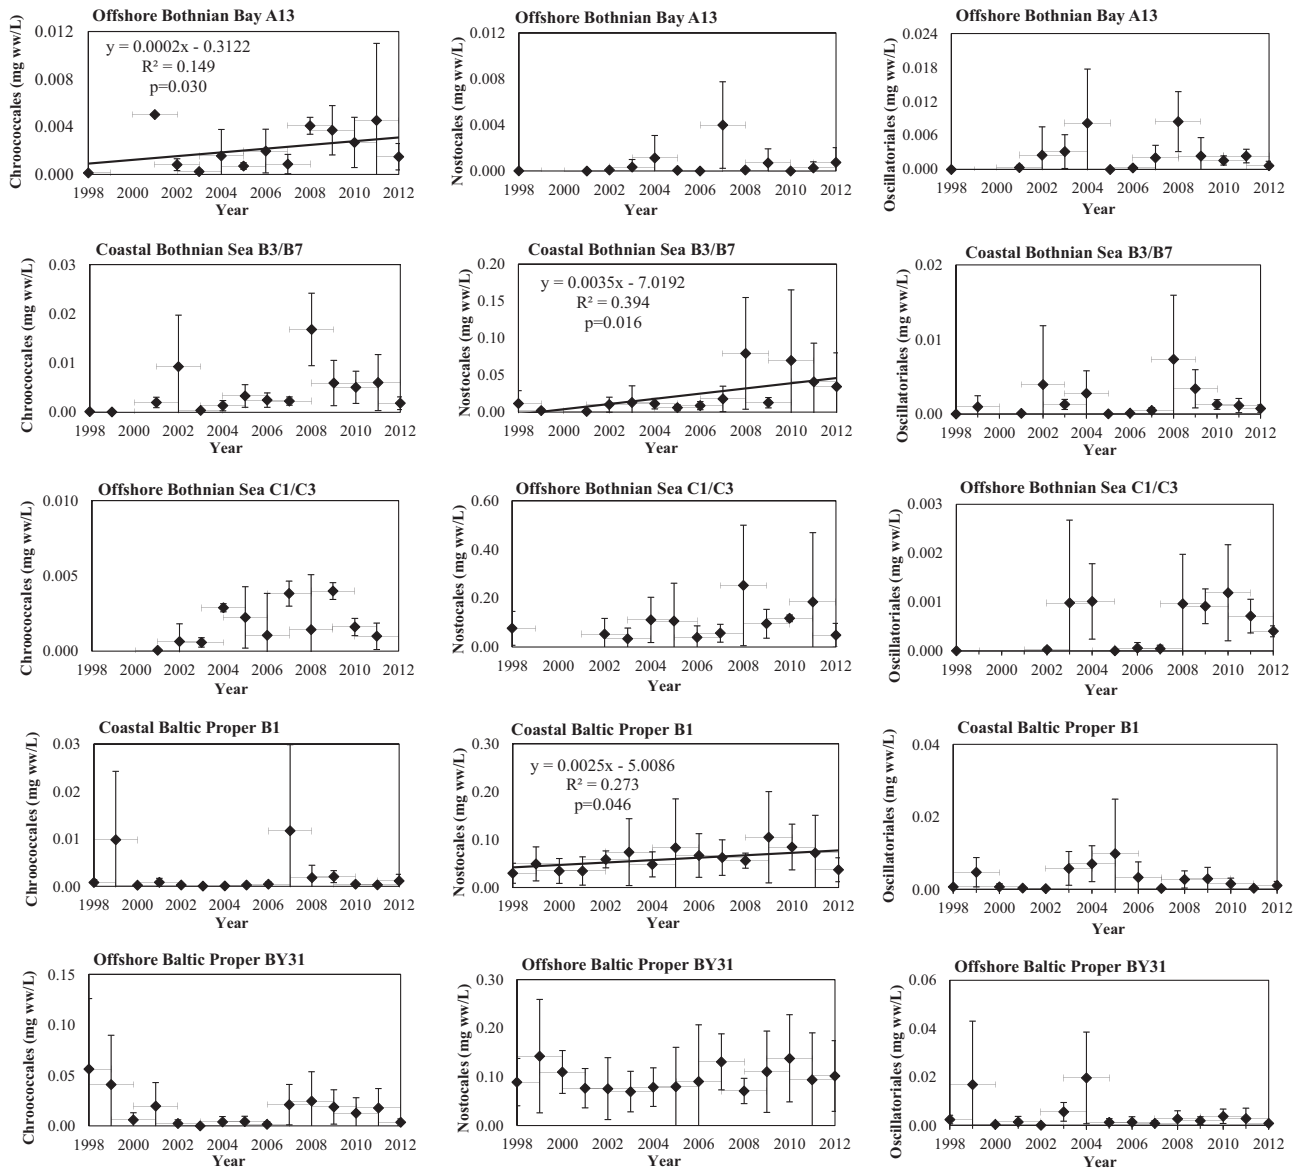 Offshore Bothnian Bay A13
Chroococcales (mg ww/L)
0.012
0.008
0.004
0.000
y = 0.0002x - 0.3122
R² = 0.149
p=0.030
1998 2000 2002 2004 2006 2008 2010 2012
Year
Offshore Bothnian Bay A13
Nostocales (mg ww/L)
0.012
0.008
0.004
0.000
1998 2000 2002 2004 2006 2008 2010 2012
Year
Offshore Bothnian Bay A13
Oscillatoriales (mg ww/L)
0.024
0.018
0.012
0.006
0.000
1998 2000 2002 2004 2006 2008 2010 2012
Year
Coastal Bothnian Sea B3/B7
Chroococcales (mg ww/L)
0.03
0.02
0.01
0.00
1998 2000 2002 2004 2006 2008 2010 2012
Year
Coastal Bothnian Sea B3/B7
Nostocales (mg ww/L)
0.20
0.15
0.10
0.05
0.00
y = 0.0035x - 7.0192
R² = 0.394
p=0.016
1998 2000 2002 2004 2006 2008 2010 2012
Year
Coastal Bothnian Sea B3/B7
Oscillatoriales (mg ww/L)
0.02
0.01
0.00
1998 2000 2002 2004 2006 2008 2010 2012
Year
Offshore Bothnian Sea C1/C3
Chroococcales (mg ww/L)
0.010
0.005
0.000
1998 2000 2002 2004 2006 2008 2010 2012
Year
Offshore Bothnian Sea C1/C3
Nostocales (mg ww/L)
0.60
0.40
0.20
0.00
1998 2000 2002 2004 2006 2008 2010 2012
Year
Offshore Bothnian Sea C1/C3
Oscillatoriales (mg ww/L)
0.003
0.002
0.001
0.000
1998 2000 2002 2004 2006 2008 2010 2012
Year
Coastal Baltic Proper B1
Chroococcales (mg ww/L)
0.03
0.02
0.01
0.00
1998 2000 2002 2004 2006 2008 2010 2012
Year
Coastal Baltic Proper B1
Nostocales (mg ww/L)
0.30
0.20
0.10
0.00
y = 0.0025x - 5.0086
R² = 0.273
p=0.046
1998 2000 2002 2004 2006 2008 2010 2012
Year
Coastal Baltic Proper B1
Oscillatoriales (mg ww/L)
0.04
0.02
0.00
1998 2000 2002 2004 2006 2008 2010 2012
Year
Offshore Baltic Proper BY31
Chroococcales (mg ww/L)
0.15
0.10
0.05
0.00
1998 2000 2002 2004 2006 2008 2010 2012
Year
Offshore Baltic Proper BY31
Nostocales (mg ww/L)
0.30
0.20
0.10
0.00
1998 2000 2002 2004 2006 2008 2010 2012
Year
Offshore Baltic Proper BY31
Oscillatoriales (mg ww/L)
0.06
0.04
0.02
0.00
1998 2000 2002 2004 2006 2008 2010 2012
Year